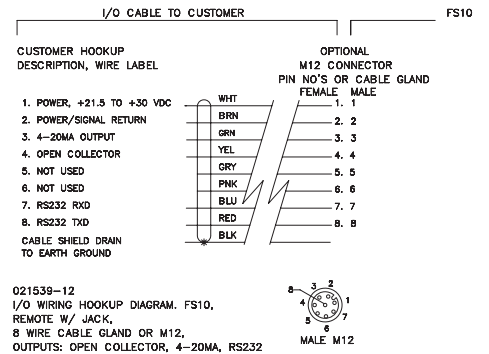 I/O CABLE TO CUSTOMER FS10
CUSTOMER HOOKUP
DESCRIPTION, WIRE LABEL
OPTIONAL
M12 CONNECTOR
PIN NO'S OR CABLE GLAND
FEMALE MALE
1. POWER, +21.5 TO +30 VDC WHT 1. 1
2. POWER/SIGNAL RETURN BRN 2. 2
3. 4-20MA OUTPUT GRN 3. 3
4. OPEN COLLECTOR YEL 4. 4
5. NOT USED GRY 5. 5
6. NOT USED PNK 6. 6
7. RS232 RXD BLU 7. 7
8. RS232 TXD RED 8. 8
CABLE SHIELD DRAIN BLK
TO EARTH GROUND
021539-12
I/O WIRING HOOKUP DIAGRAM. FS10,
REMOTE W/ JACK,
8 WIRE CABLE GLAND OR M12,
OUTPUTS: OPEN COLLECTOR, 4-20MA, RS232
8 3 2
4 1
5 7
6
MALE M12